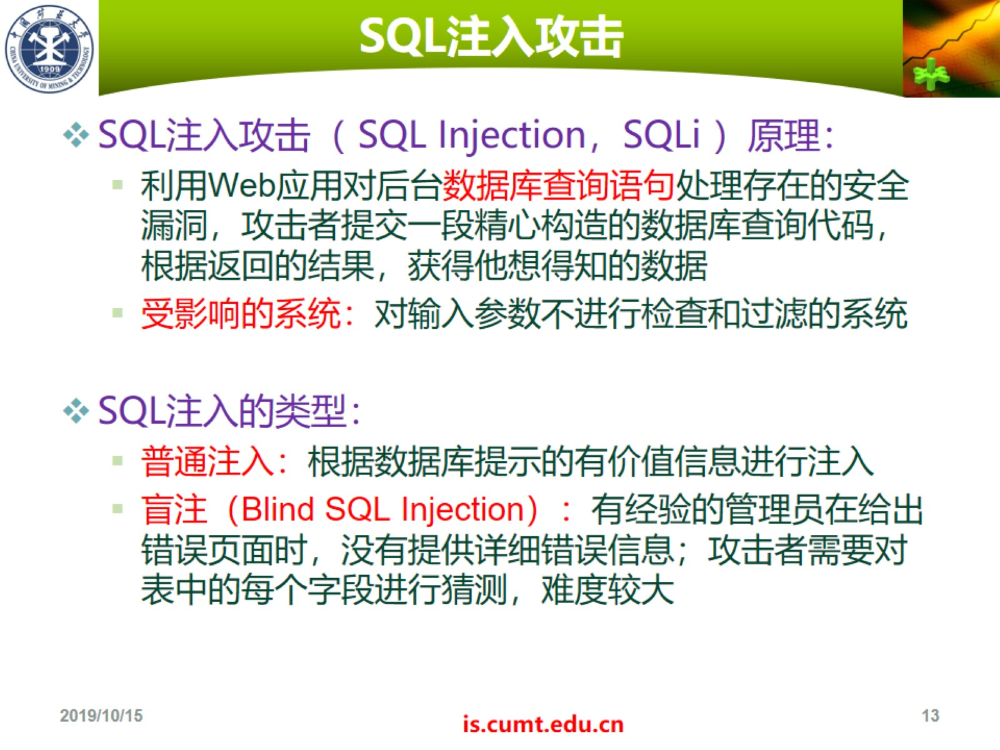 中国矿业大学
CHINA UNIVERSITY OF MINING & TECHNOLOGY
1909
SQL注入攻击
SQL注入攻击（ SQL Injection，SQLi ）原理：
利用Web应用对后台数据库查询语句处理存在的安全
漏洞，攻击者提交一段精心构造的数据库查询代码，
根据返回的结果，获得他想得知的数据
受影响的系统：对输入参数不进行检查和过滤的系统
SQL注入的类型：
普通注入：根据数据库提示的有价值信息进行注入
盲注（Blind SQL Injection）：有经验的管理员在给出
错误页面时，没有提供详细错误信息；攻击者需要对
表中的每个字段进行猜测，难度较大
2019/10/15
is.cumt.edu.cn
13